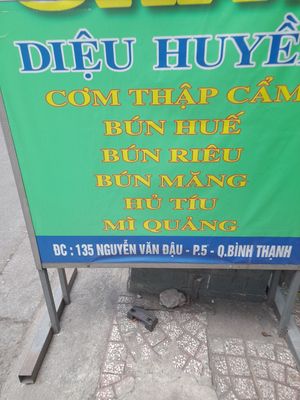 DIỆU HUYỀN
CƠM THẬP CẨM
BÚN HUẾ
BÚN RIÊU
BÚN MĂNG
HỦ TÍU
MÌ QUẢNG
ĐC : 135 NGUYỄN VĂN ĐẬU - P.5 - Q.BÌNH THẠNH